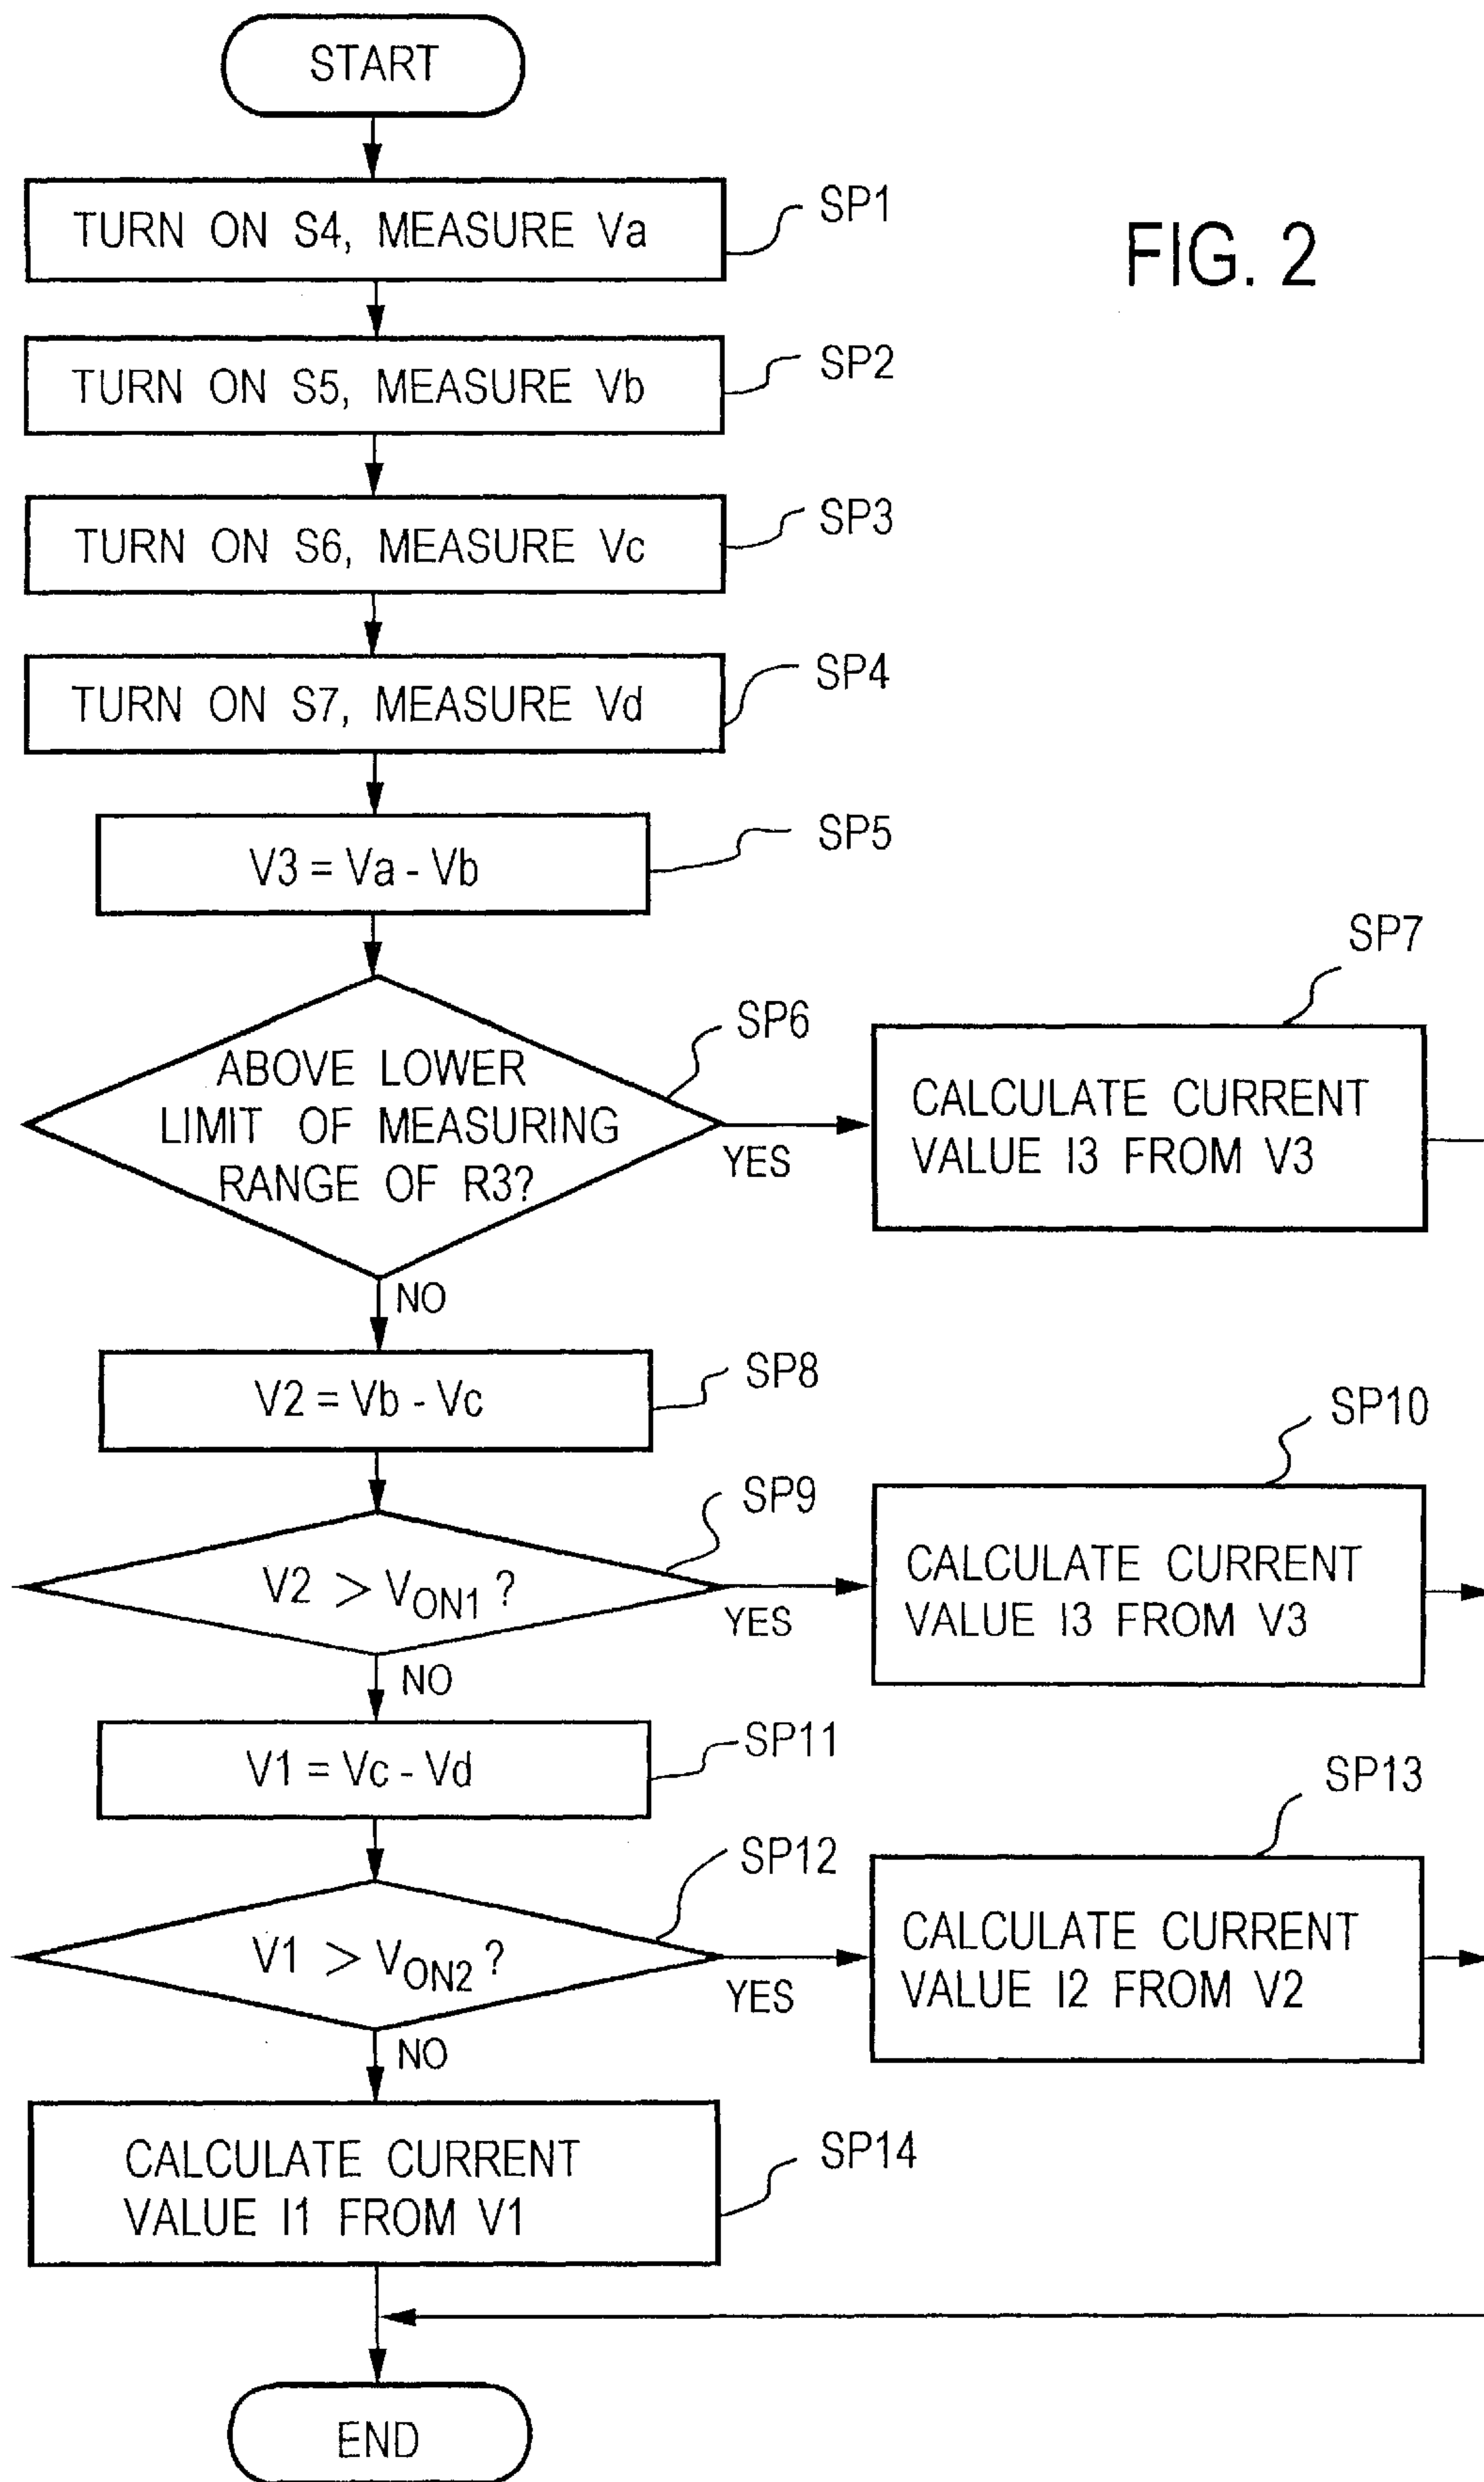 START
TURN ON S4, MEASURE Va
SP1
FIG. 2
TURN ON S5, MEASURE Vb
SP2
TURN ON S6, MEASURE Vc
SP3
TURN ON S7, MEASURE Vd
SP4
V3 = Va - Vb
SP5
ABOVE LOWER
LIMIT OF MEASURING
RANGE OF R3?
SP6
YES
CALCULATE CURRENT
VALUE I3 FROM V3
SP7
NO
V2 = Vb - Vc
SP8
V2 > VON1 ?
SP9
YES
CALCULATE CURRENT
VALUE I3 FROM V3
SP10
NO
V1 = Vc - Vd
SP11
V1 > VON2 ?
SP12
YES
CALCULATE CURRENT
VALUE I2 FROM V2
SP13
NO
CALCULATE CURRENT
VALUE I1 FROM V1
SP14
END